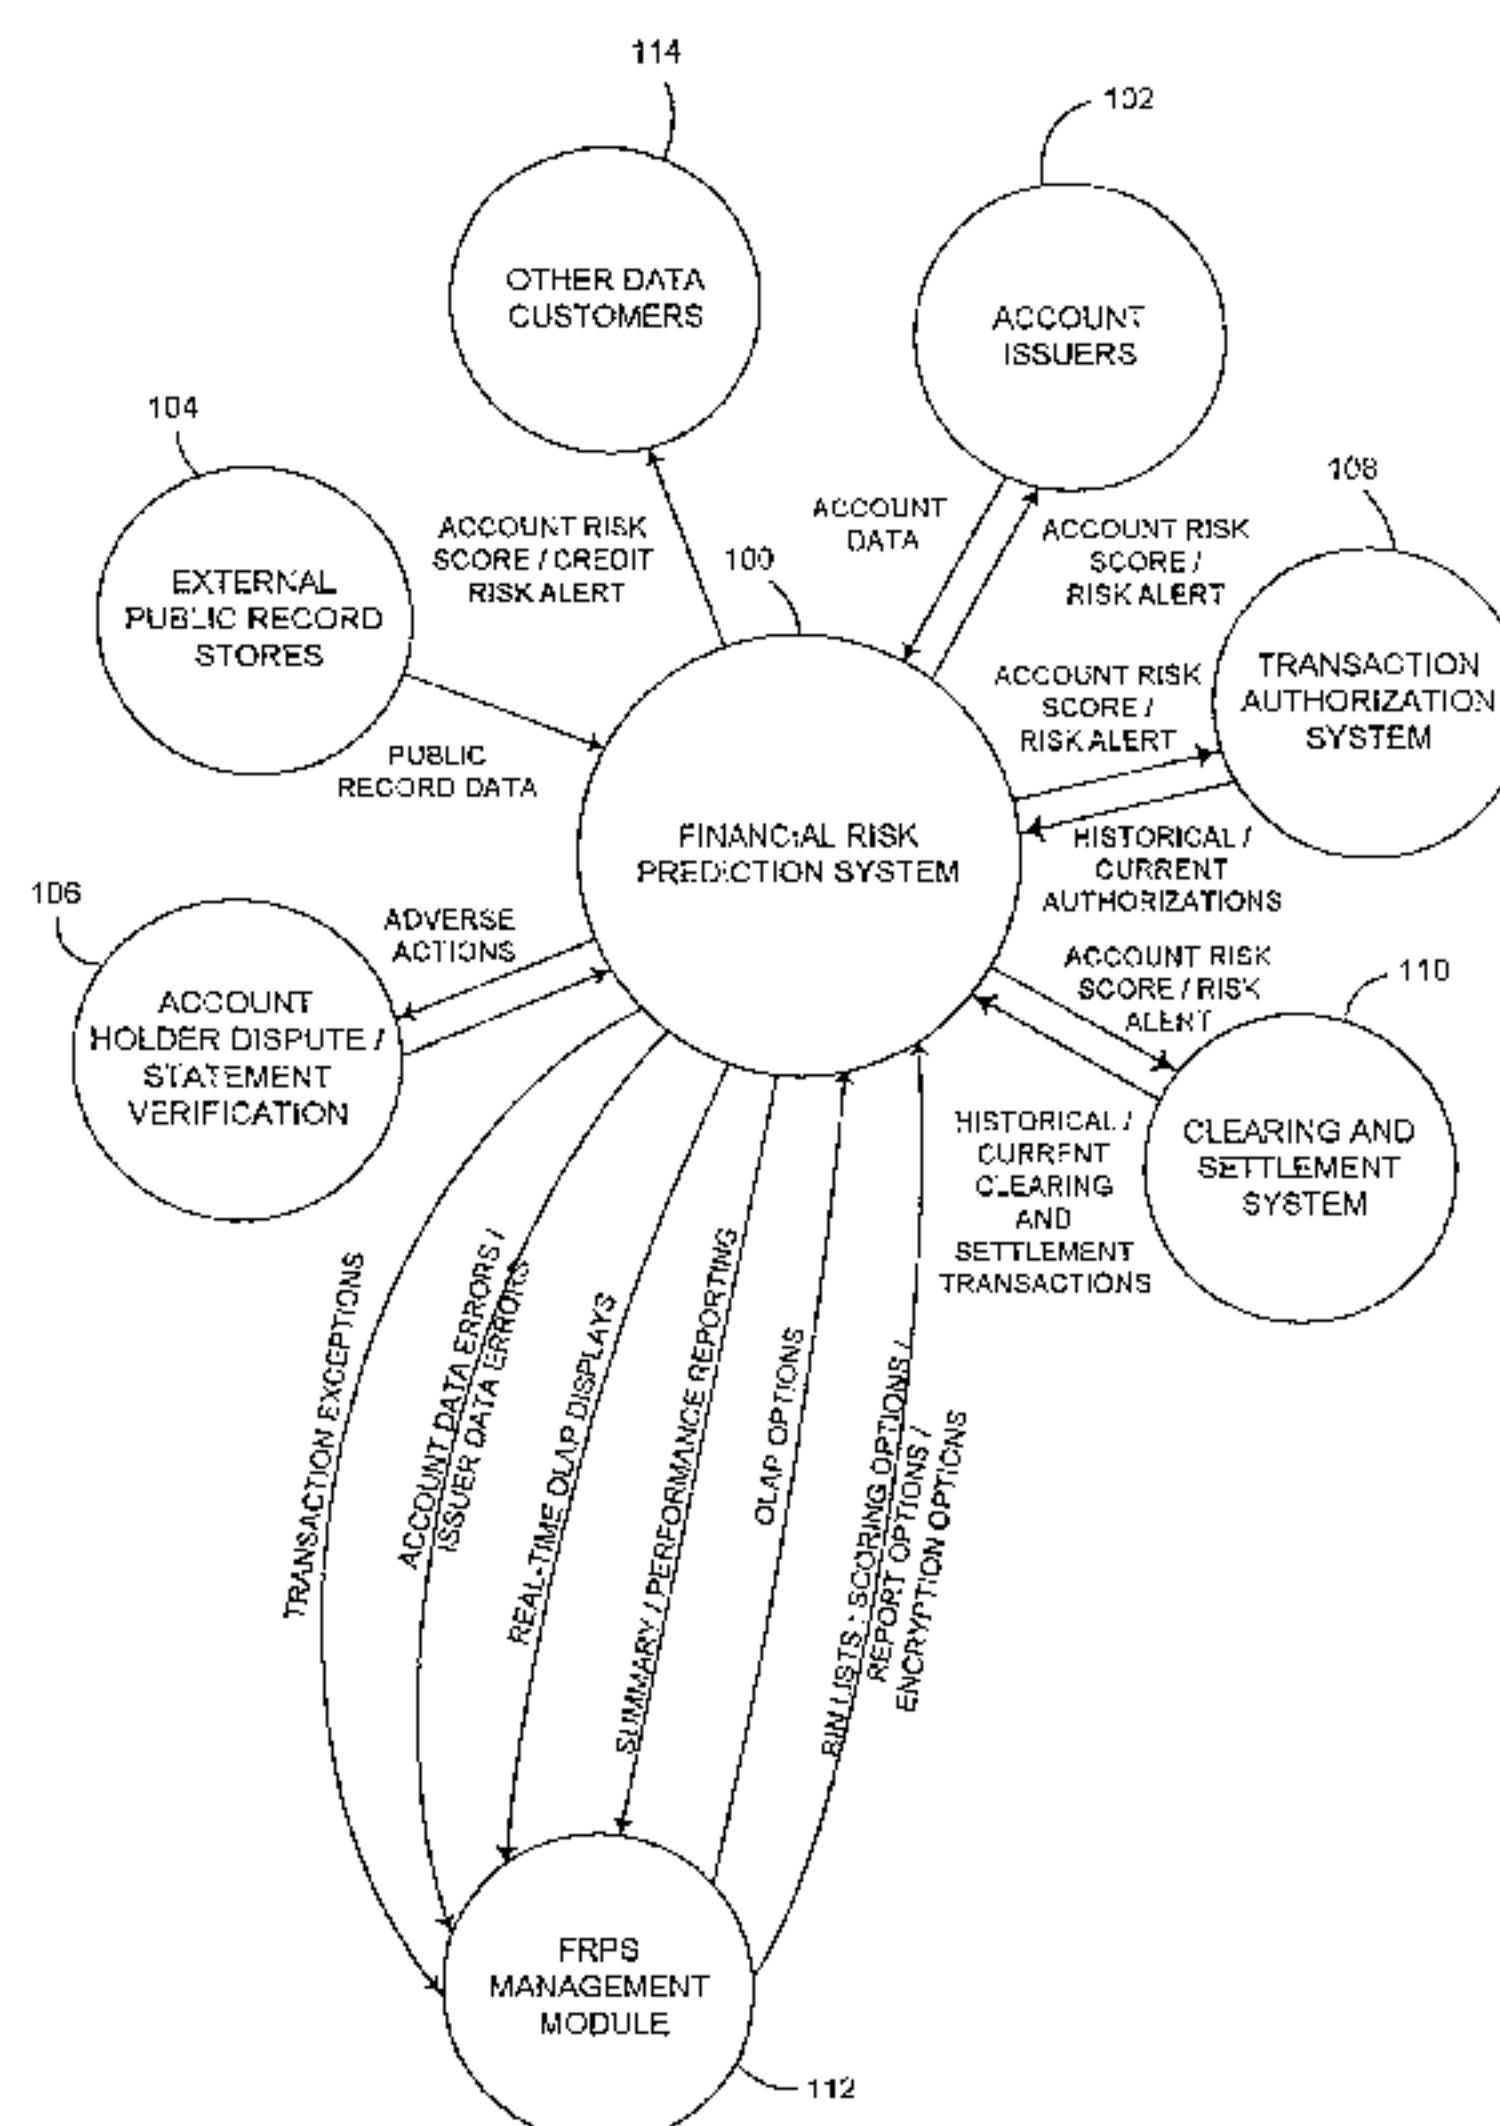 114
102
OTHER DATA
CUSTOMERS
ACCOUNT
ISSUERS
104
108
ACCOUNT RISK
SCORE / CREDIT
RISK ALERT
ACCOUNT
DATA
ACCOUNT RISK
SCORE /
RISK ALERT
EXTERNAL
PUBLIC RECORD
STORES
100
TRANSACTION
AUTHORIZATION
SYSTEM
ACCOUNT RISK
SCORE /
RISK ALERT
PUBLIC
RECORD DATA
FINANCIAL RISK
PREDICTION SYSTEM
HISTORICAL /
CURRENT
AUTHORIZATIONS
106
ADVERSE
ACTIONS
ACCOUNT RISK
SCORE / RISK
ALERT
110
ACCOUNT
HOLDER DISPUTE /
STATEMENT
VERIFICATION
HISTORICAL /
CURRENT
CLEARING
AND
SETTLEMENT
TRANSACTIONS
CLEARING AND
SETTLEMENT
SYSTEM
TRANSACTION EXCEPTIONS
ACCOUNT DATA ERRORS /
ISSUER DATA ERRORS
REAL-TIME OLAP DISPLAYS
SUMMARY / PERFORMANCE REPORTING
OLAP OPTIONS
BIN LISTS / SCORING OPTIONS /
REPORT OPTIONS /
ENCRYPTION OPTIONS
FRPS
MANAGEMENT
MODULE
112